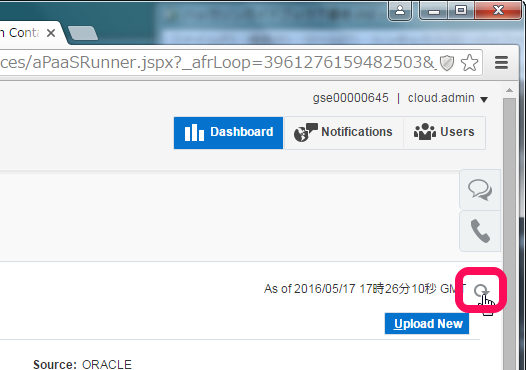 n Conta
ces/aPaaSRunner.jspx?_afrLoop=3961276159482503&_
gse00000645 | cloud.admin
Dashboard Notifications Users
As of 2016/05/17 17時26分10秒 GMT
Upload New
Source: ORACLE